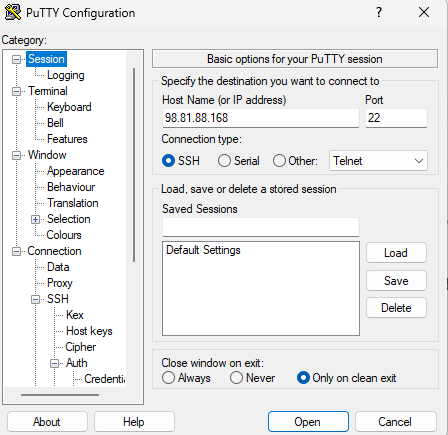 PuTTY Configuration
?
Category:
Session
Logging
Terminal
Keyboard
Bell
Features
Window
Appearance
Behaviour
Translation
Selection
Colours
Connection
Data
Proxy
SSH
Kex
Host keys
Cipher
Auth
Credentia
Basic options for your PuTTY session
Specify the destination you want to connect to
Host Name (or IP address) Port
98.81.88.168 22
Connection type:
SSH Serial Other: Telnet
Load, save or delete a stored session
Saved Sessions
Default Settings
Load
Save
Delete
Close window on exit:
Always Never Only on clean exit
About Help Open Cancel